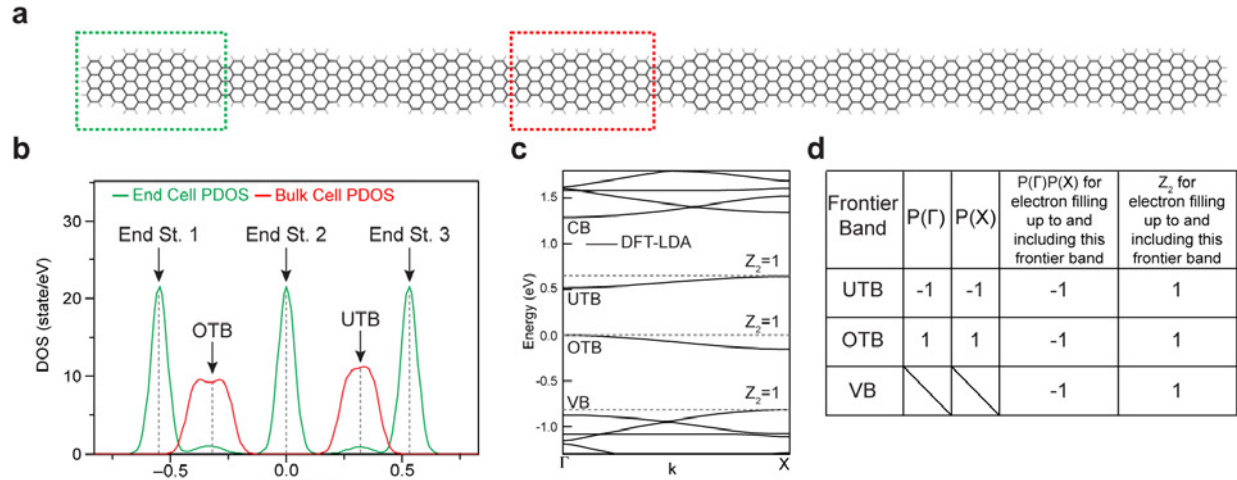 a
b
— End Cell PDOS — Bulk Cell PDOS
End St. 1
End St. 2
End St. 3
OTB
UTB
DOS (state/eV)
30
20
10
0
−0.5
0.0
0.5
c
Energy (eV)
1.5
1.0
0.5
0.0
-0.5
-1.0
CB
— DFT-LDA
Z₂=1
UTB
Z₂=1
OTB
Z₂=1
VB
Γ
k
X
d
Frontier Band
P(Γ)
P(X)
P(Γ)P(X) for
electron filling
up to and
including this
frontier band
Z₂ for
electron filling
up to and
including this
frontier band
UTB -1 -1 -1 1
OTB 1 1 -1 1
VB -1 1